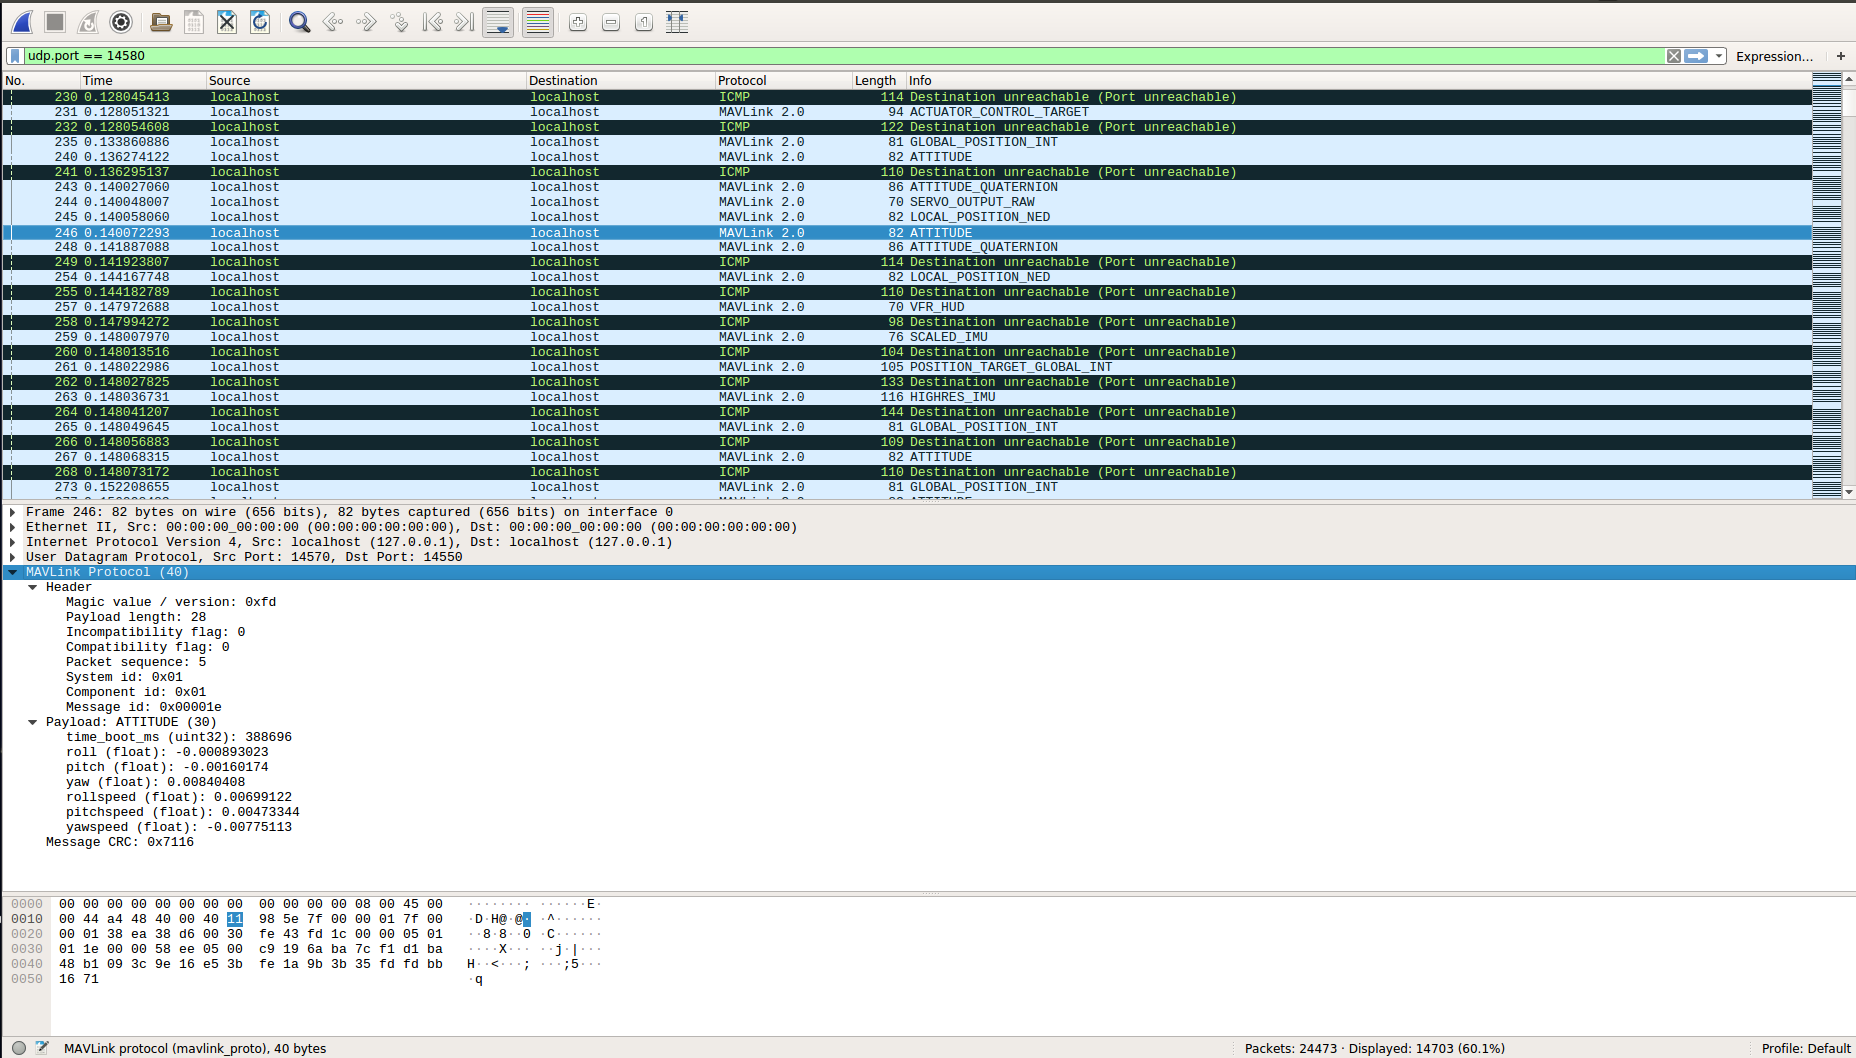 udp.port == 14580
Expression... +
No. Time Source Destination Protocol Length Info
230 0.128045413 localhost localhost ICMP 114 Destination unreachable (Port unreachable)
231 0.128051321 localhost localhost MAVLink 2.0 94 ACTUATOR_CONTROL_TARGET
232 0.128054608 localhost localhost ICMP 122 Destination unreachable (Port unreachable)
235 0.133860886 localhost localhost MAVLink 2.0 81 GLOBAL_POSITION_INT
240 0.136274122 localhost localhost MAVLink 2.0 82 ATTITUDE
241 0.136295137 localhost localhost ICMP 110 Destination unreachable (Port unreachable)
243 0.140027060 localhost localhost MAVLink 2.0 86 ATTITUDE_QUATERNION
244 0.140048007 localhost localhost MAVLink 2.0 70 SERVO_OUTPUT_RAW
245 0.140058060 localhost localhost MAVLink 2.0 82 LOCAL_POSITION_NED
246 0.140072293 localhost localhost MAVLink 2.0 82 ATTITUDE
248 0.141887088 localhost localhost MAVLink 2.0 86 ATTITUDE_QUATERNION
249 0.141923807 localhost localhost ICMP 114 Destination unreachable (Port unreachable)
254 0.144167748 localhost localhost MAVLink 2.0 82 LOCAL_POSITION_NED
255 0.144182789 localhost localhost ICMP 110 Destination unreachable (Port unreachable)
257 0.147972688 localhost localhost MAVLink 2.0 70 VFR_HUD
258 0.147994272 localhost localhost ICMP 98 Destination unreachable (Port unreachable)
259 0.148007970 localhost localhost MAVLink 2.0 76 SCALED_IMU
260 0.148013516 localhost localhost ICMP 104 Destination unreachable (Port unreachable)
261 0.148022986 localhost localhost MAVLink 2.0 105 POSITION_TARGET_GLOBAL_INT
262 0.148027825 localhost localhost ICMP 133 Destination unreachable (Port unreachable)
263 0.148036731 localhost localhost MAVLink 2.0 116 HIGHRES_IMU
264 0.148041207 localhost localhost ICMP 144 Destination unreachable (Port unreachable)
265 0.148049645 localhost localhost MAVLink 2.0 81 GLOBAL_POSITION_INT
266 0.148056883 localhost localhost ICMP 109 Destination unreachable (Port unreachable)
267 0.148068315 localhost localhost MAVLink 2.0 82 ATTITUDE
268 0.148073172 localhost localhost ICMP 110 Destination unreachable (Port unreachable)
273 0.152208655 localhost localhost MAVLink 2.0 81 GLOBAL_POSITION_INT
Frame 246: 82 bytes on wire (656 bits), 82 bytes captured (656 bits) on interface 0
Ethernet II, Src: 00:00:00_00:00:00 (00:00:00:00:00:00), Dst: 00:00:00_00:00:00 (00:00:00:00:00:00)
Internet Protocol Version 4, Src: localhost (127.0.0.1), Dst: localhost (127.0.0.1)
User Datagram Protocol, Src Port: 14570, Dst Port: 14550
MAVLink Protocol (40)
Header
Magic value / version: 0xfd
Payload length: 28
Incompatibility flag: 0
Compatibility flag: 0
Packet sequence: 5
System id: 0x01
Component id: 0x01
Message id: 0x00001e
Payload: ATTITUDE (30)
time_boot_ms (uint32): 388696
roll (float): -0.000893023
pitch (float): -0.00160174
yaw (float): 0.00840408
rollspeed (float): 0.00699122
pitchspeed (float): 0.00473344
yawspeed (float): -0.00775113
Message CRC: 0x7116
0000 00 00 00 00 00 00 00 00 00 00 00 00 08 00 45 00 ··············E·
0010 00 44 a4 48 40 00 40 11 98 5e 7f 00 00 01 7f 00 ·D·H@·@··^······
0020 00 01 38 ea 38 d6 00 30 fe 43 fd 1c 00 00 05 01 ··8·8··0·C······
0030 01 1e 00 00 58 ee 05 00 c9 19 6a ba 7c f1 d1 ba ····X·····j·|···
0040 48 b1 09 3c 9e 16 e5 3b fe 1a 9b 3b 35 fd fd bb H··<···;···;5···
0050 16 71 ·q
MAVLink protocol (mavlink_proto), 40 bytes
Packets: 24473 · Displayed: 14703 (60.1%)
Profile: Default